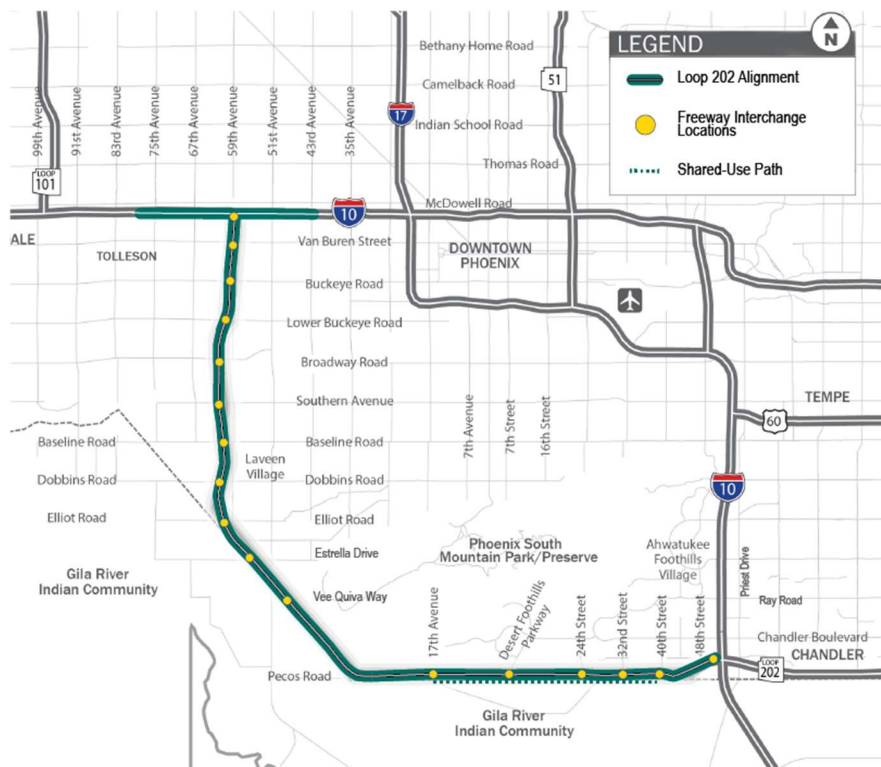 Bethany Home Road
Camelback Road
Indian School Road
Thomas Road
McDowell Road
LEGEND
N
Loop 202 Alignment
Freeway Interchange
Locations
Shared-Use Path
51
17
99th Avenue
91st Avenue
83rd Avenue
75th Avenue
67th Avenue
59th Avenue
51st Avenue
43rd Avenue
35th Avenue
LOOP
101
10
ALE
TOLLESON
Van Buren Street
DOWNTOWN
PHOENIX
Buckeye Road
Lower Buckeye Road
Broadway Road
Southern Avenue
7th Avenue
7th Street
16th Street
TEMPE
60
Baseline Road
Baseline Road
Laveen
Village
Dobbins Road
Dobbins Road
10
Elliot Road
Elliot Road
Estrella Drive
Phoenix South
Mountain Park/Preserve
Ahwatukee
Foothills
Village
Gila River
Indian Community
Vee Quiva Way
Priest Drive
Ray Road
17th Avenue
Desert Foothills
Parkway
24th Street
32nd Street
40th Street
48th Street
Chandler Boulevard
CHANDLER
LOOP
202
Pecos Road
Gila River
Indian Community